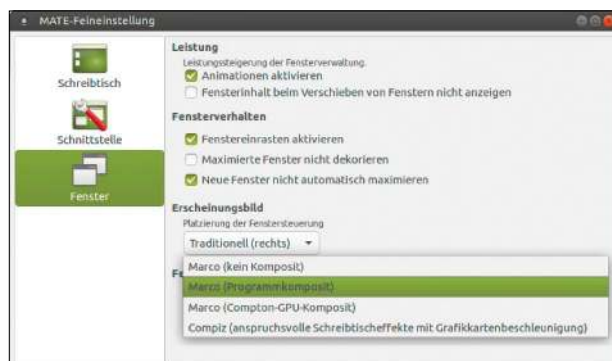 MATE-Feineinstellung
Schreibtisch
Schnittstelle
Fenster
Leistung
Leistungssteigerung der Fensterverwaltung.
Animationen aktivieren
Fensterinhalt beim Verschieben von Fenstern nicht anzeigen
Fensterverhalten
Fenstereinrasten aktivieren
Maximierte Fenster nicht dekorieren
Neue Fenster nicht automatisch maximieren
Erscheinungsbild
Platzierung der Fenstersteuerung
Traditionell (rechts)
Fe
Marco (kein Komposit)
Marco (Programmkomposit)
Marco (Compton-GPU-Komposit)
Compiz (anspruchsvolle Schreibtischeffekte mit Grafikkartenbeschleunigung)